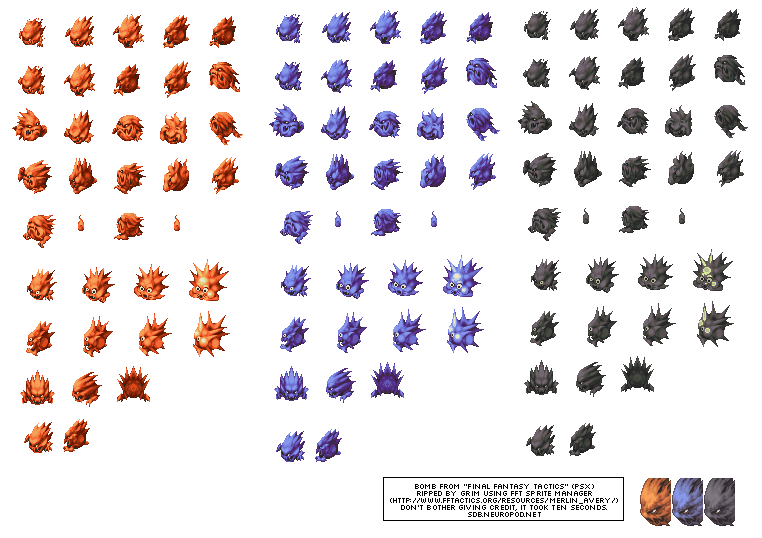 BOMB FROM "FINAL FANTASY TACTICS" (PSX)
RIPPED BY GRIM USING FFT SPRITE MANAGER
(HTTP://WWW.FFTACTICS.ORG/RESOURCES/MERLIN_AVERY/)
DON'T BOTHER GIVING CREDIT, IT TOOK TEN SECONDS.
SDB.NEUROPOD.NET